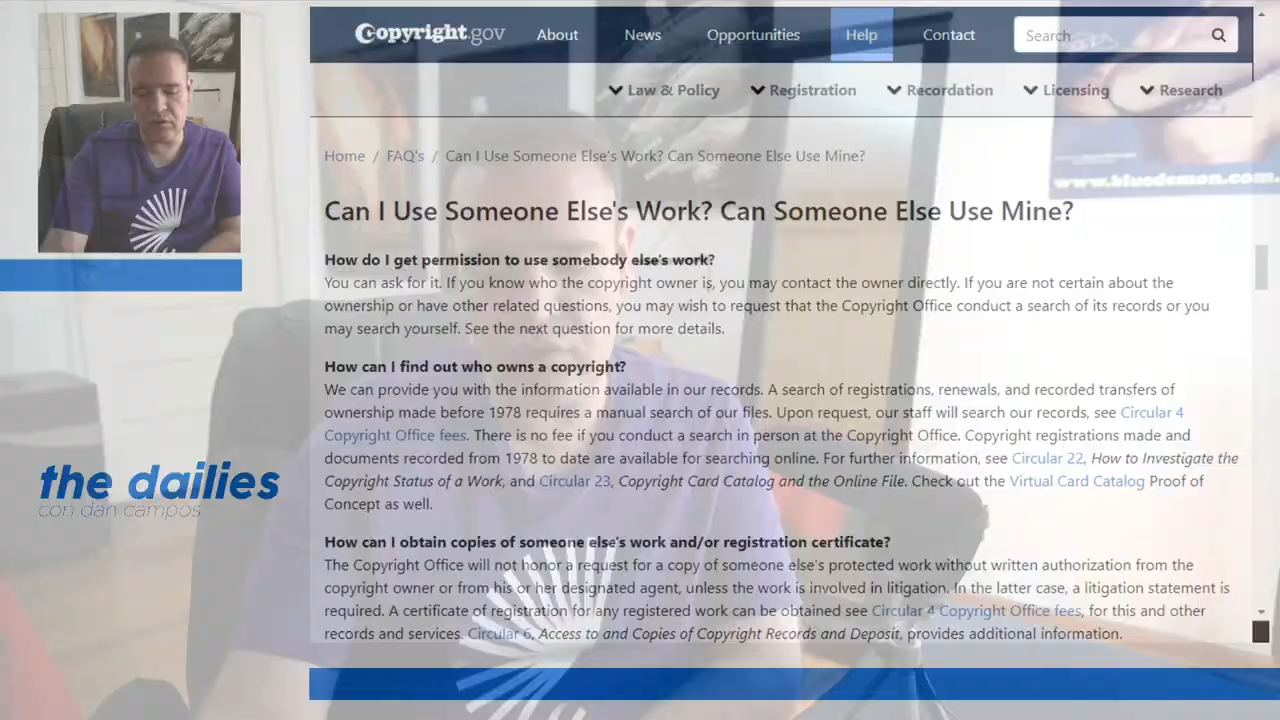 Copyright.gov About News Opportunities Help Contact Search
Law & Policy Registration Recordation Licensing Research
Home / FAQ's / Can I Use Someone Else's Work? Can Someone Else Use Mine?
www.bluedemon.com.
Can I Use Someone Else's Work? Can Someone Else Use Mine?
How do I get permission to use somebody else's work?
You can ask for it. If you know who the copyright owner is, you may contact the owner directly. If you are not certain about the
ownership or have other related questions, you may wish to request that the Copyright Office conduct a search of its records or you
may search yourself. See the next question for more details.
How can I find out who owns a copyright?
We can provide you with the information available in our records. A search of registrations, renewals, and recorded transfers of
ownership made before 1978 requires a manual search of our files. Upon request, our staff will search our records, see Circular 4
Copyright Office fees. There is no fee if you conduct a search in person at the Copyright Office. Copyright registrations made and
documents recorded from 1978 to date are available for searching online. For further information, see Circular 22, How to Investigate the
Copyright Status of a Work, and Circular 23, Copyright Card Catalog and the Online File. Check out the Virtual Card Catalog Proof of
Concept as well.
the dailies
con dan campos
How can I obtain copies of someone else's work and/or registration certificate?
The Copyright Office will not honor a request for a copy of someone else's protected work without written authorization from the
copyright owner or from his or her designated agent, unless the work is involved in litigation. In the latter case, a litigation statement is
required. A certificate of registration for any registered work can be obtained see Circular 4 Copyright Office fees, for this and other
records and services. Circular 6, Access to and Copies of Copyright Records and Deposit, provides additional information.